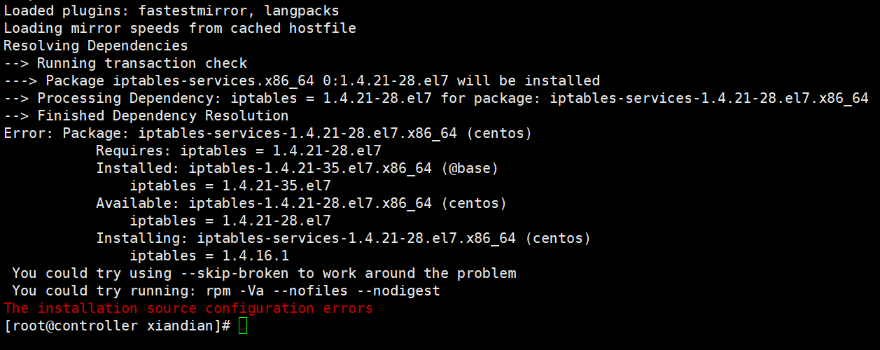 Loaded plugins: fastestmirror, langpacks
Loading mirror speeds from cached hostfile
Resolving Dependencies
--> Running transaction check
---> Package iptables-services.x86_64 0:1.4.21-28.el7 will be installed
--> Processing Dependency: iptables = 1.4.21-28.el7 for package: iptables-services-1.4.21-28.el7.x86_64
--> Finished Dependency Resolution
Error: Package: iptables-services-1.4.21-28.el7.x86_64 (centos)
           Requires: iptables = 1.4.21-28.el7
           Installed: iptables-1.4.21-35.el7.x86_64 (@base)
               iptables = 1.4.21-35.el7
           Available: iptables-1.4.21-28.el7.x86_64 (centos)
               iptables = 1.4.21-28.el7
           Installing: iptables-services-1.4.21-28.el7.x86_64 (centos)
               iptables = 1.4.16.1
 You could try using --skip-broken to work around the problem
 You could try running: rpm -Va --nofiles --nodigest
The installation source configuration errors
[root@controller xiandian]#